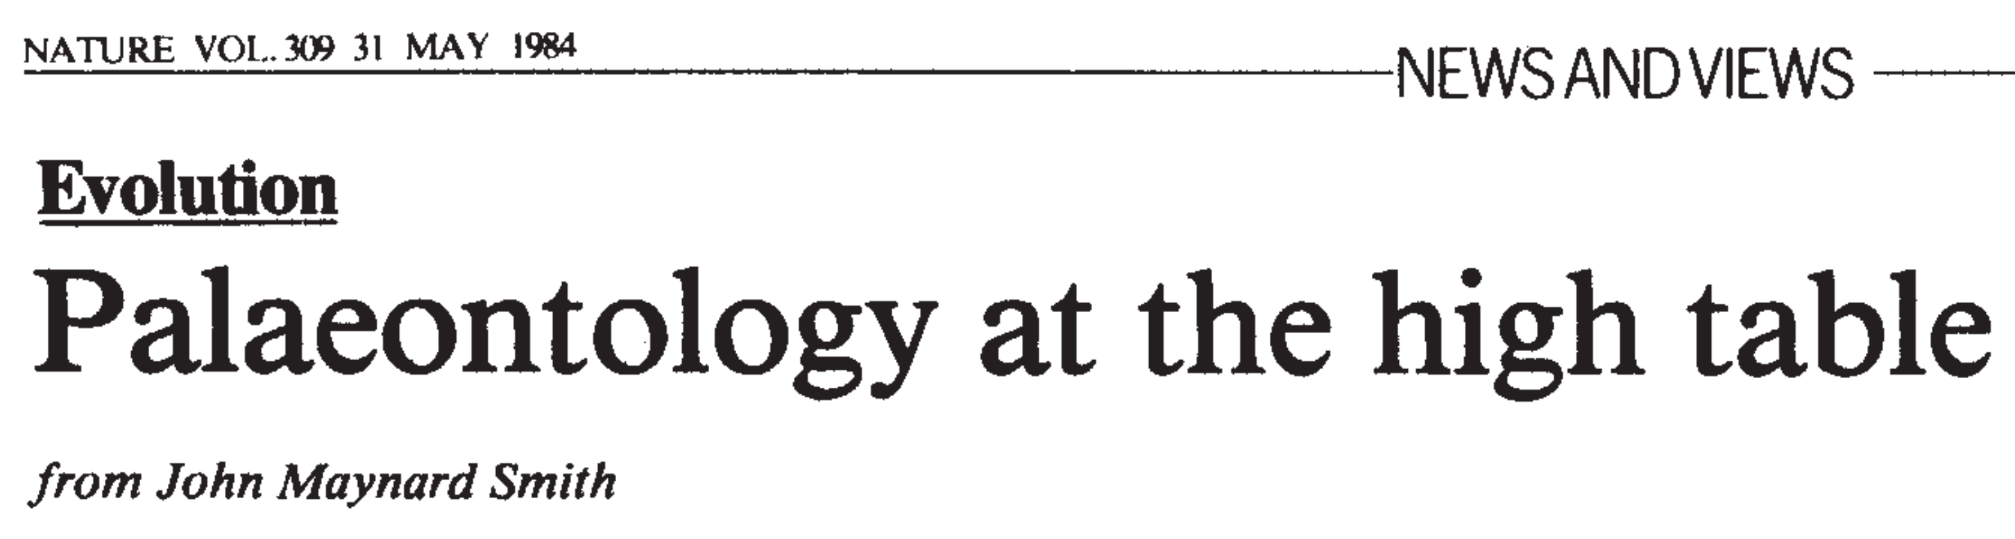 NATURE VOL. 309 31 MAY 1984
NEWS AND VIEWS
Evolution
Palaeontology at the high table
from John Maynard Smith